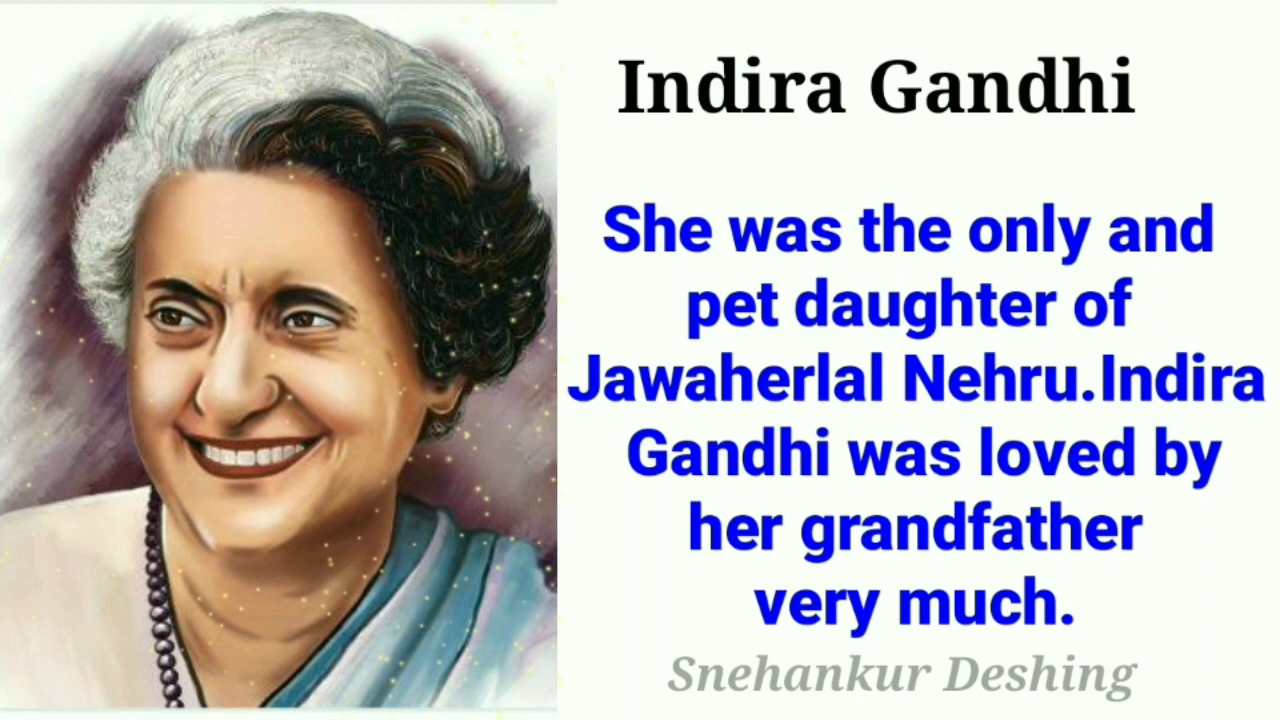 Indira Gandhi
She was the only and
pet daughter of
Jawaherlal Nehru.Indira
Gandhi was loved by
her grandfather
very much.
Snehankur Deshing